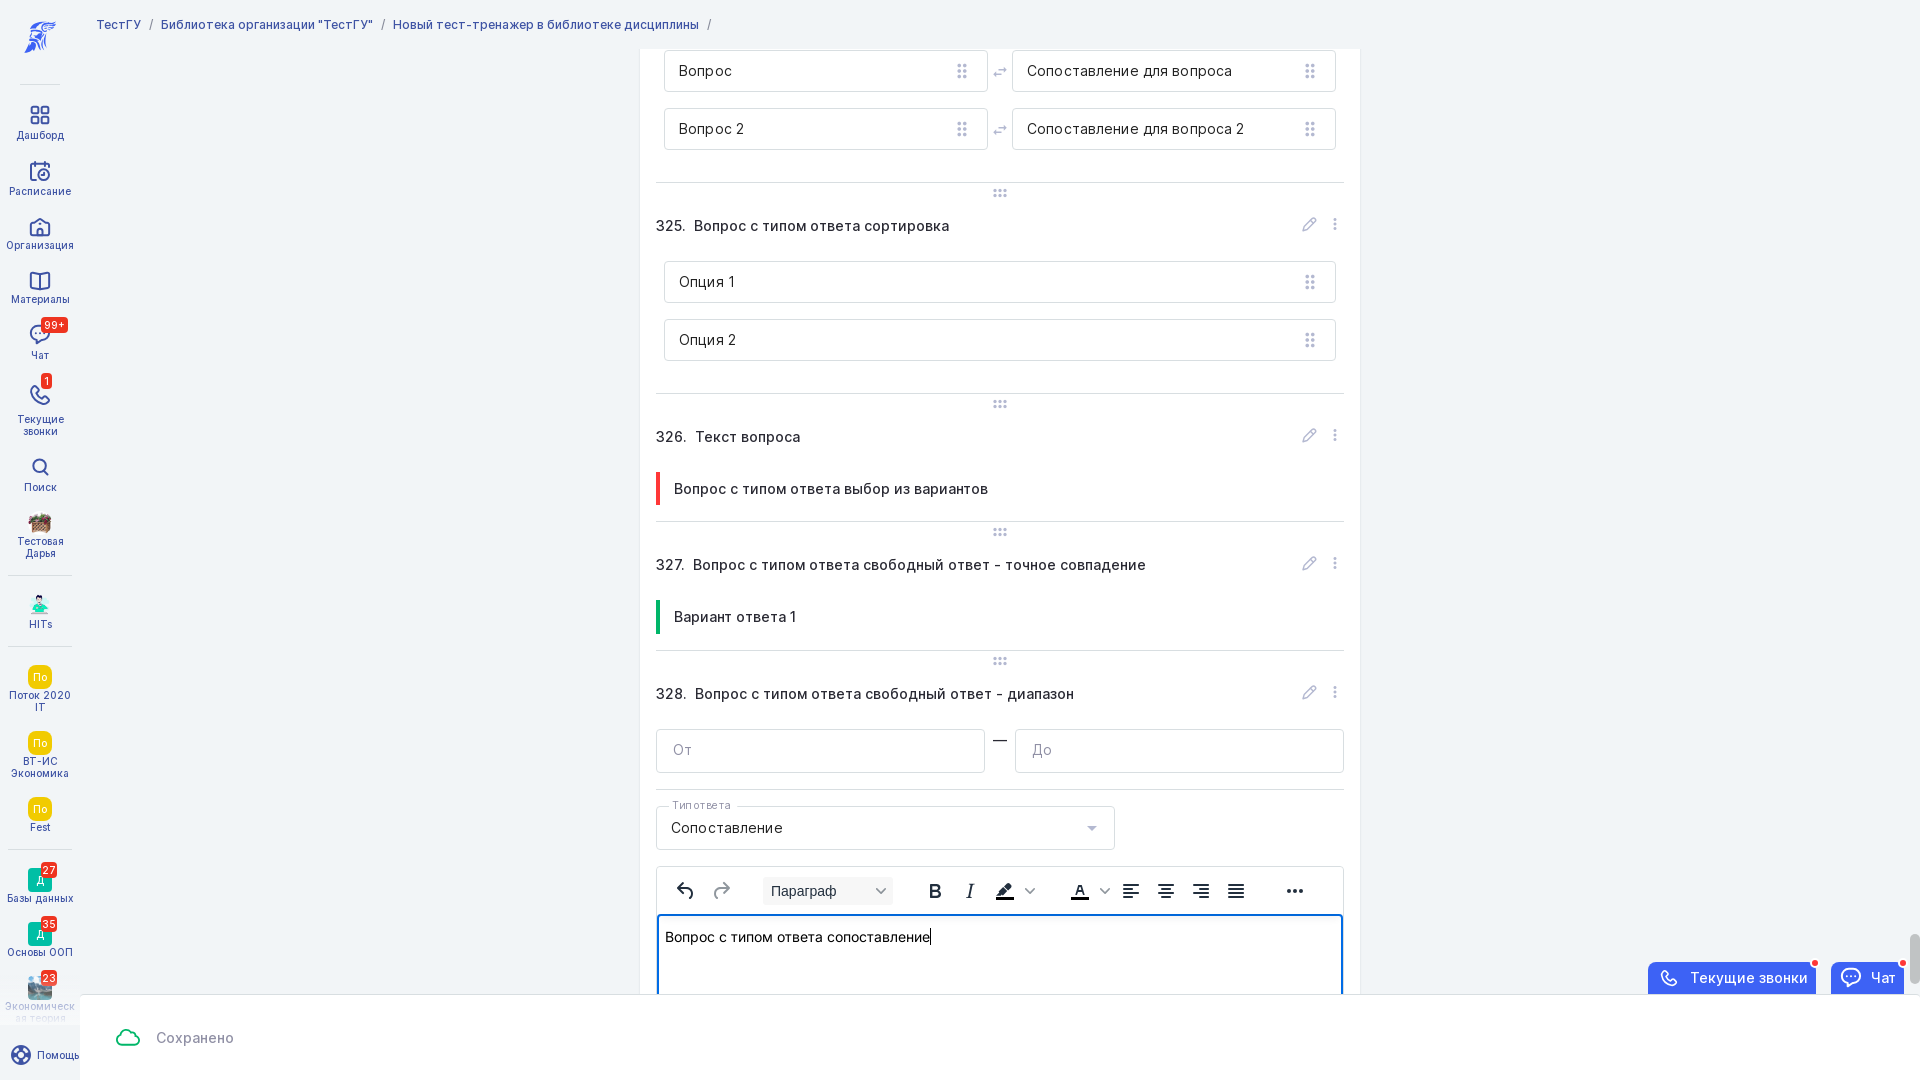 ТестГУ / Библиотека организации "ТестГУ" / Новый тест-тренажер в библиотеке дисциплины /
Дашборд
Расписание
Организация
Материалы
99+
Чат
1
Текущие
звонки
Поиск
Тестовая
Дарья
HITs
По
Поток 2020
IT
По
ВТ-ИС
Экономика
По
Fest
27
Д
Базы данных
35
Д
Основы ООП
23
Экономическ
ая теория
Помощь
Вопрос
Сопоставление для вопроса
Вопрос 2
Сопоставление для вопроса 2
325. Вопрос с типом ответа сортировка
Опция 1
Опция 2
326. Текст вопроса
Вопрос с типом ответа выбор из вариантов
327. Вопрос с типом ответа свободный ответ - точное совпадение
Вариант ответа 1
328. Вопрос с типом ответа свободный ответ - диапазон
От
—
До
Тип ответа
Сопоставление
Параграф
Вопрос с типом ответа сопоставление
Текущие звонки
Чат
Сохранено